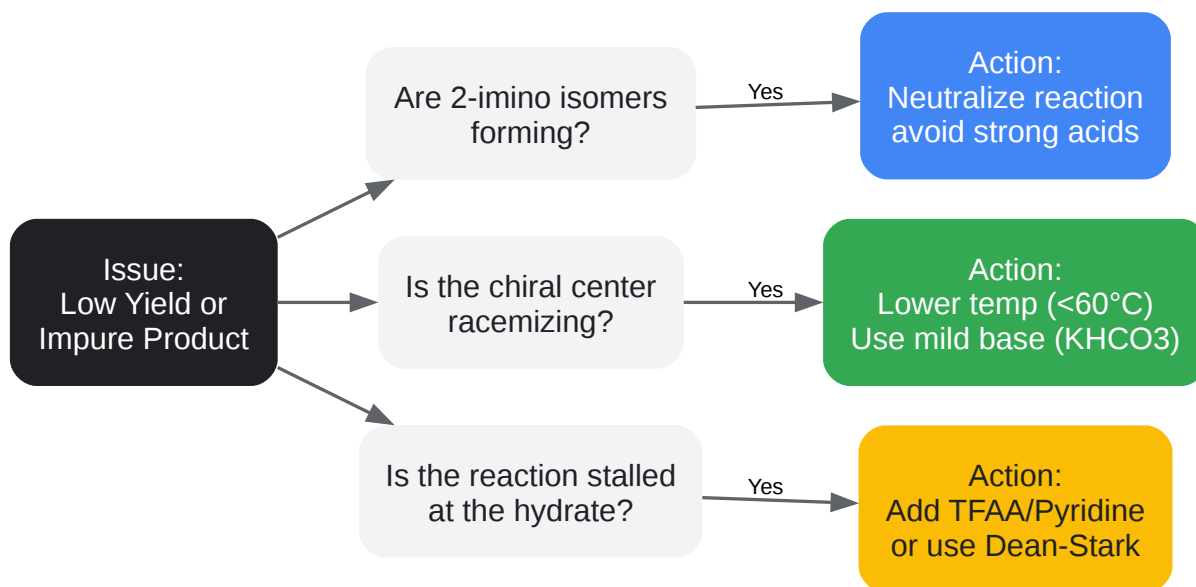 Issue:
Low Yield or
Impure Product
Are 2-imino isomers
forming?
Yes
Action:
Neutralize reaction
avoid strong acids
Is the chiral center
racemizing?
Yes
Action:
Lower temp (<60°C)
Use mild base (KHCO3)
Is the reaction stalled
at the hydrate?
Yes
Action:
Add TFAA/Pyridine
or use Dean-Stark